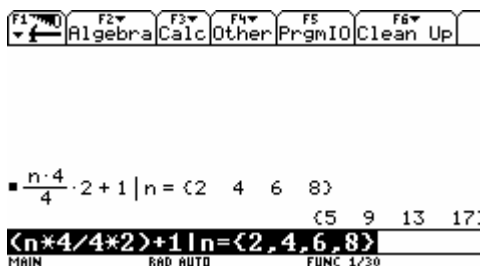 F1 F2 F3 F4 F5 F6
Algebra Calc Other PrgmIO Clean Up
n·4/4·2+1|n={2 4 6 8}
{5 9 13 17}
(n*4/4*2)+1|n={2,4,6,8}
MAIN RAD AUTO FUNC 1/30